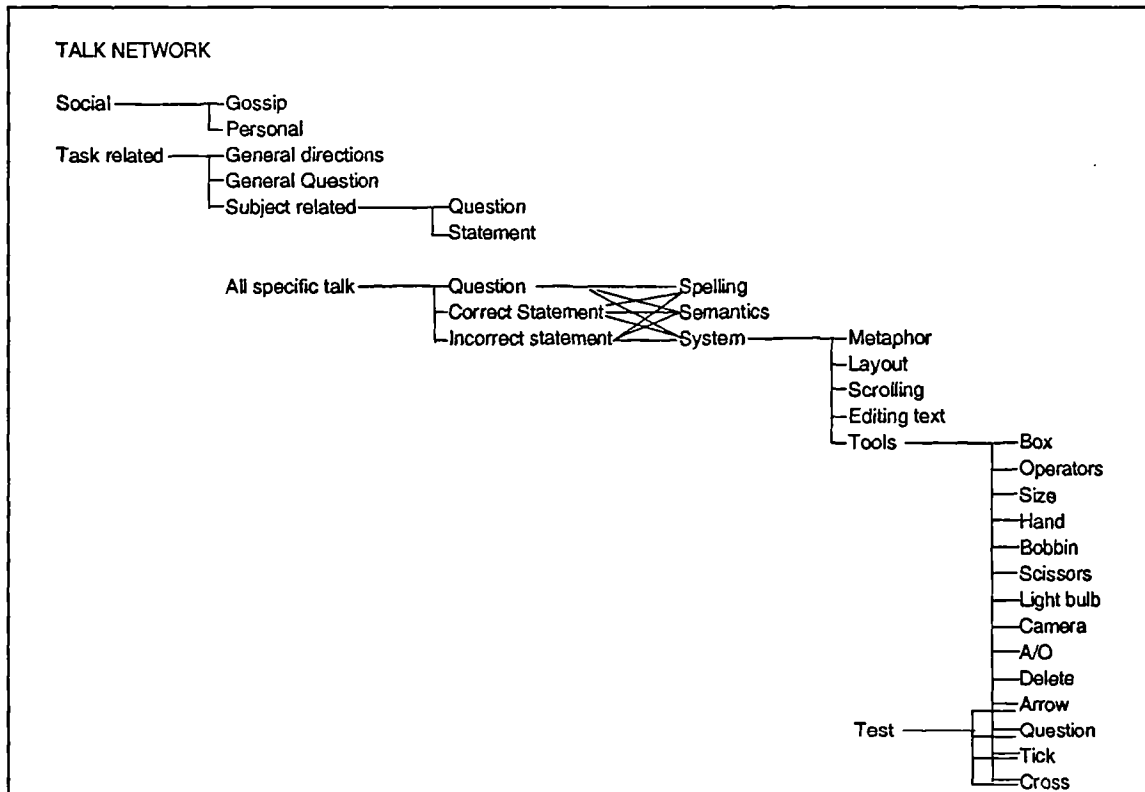 TALK NETWORK
Social Gossip
Personal
Task related General directions
General Question
Subject related Question
Statement
All specific talk Question Spelling
Correct Statement Semantics
Incorrect statement System Metaphor
Layout
Scrolling
Editing text
Tools Box
Operators
Size
Hand
Bobbin
Scissors
Light bulb
Camera
A/O
Delete
Arrow
Test Question
Tick
Cross